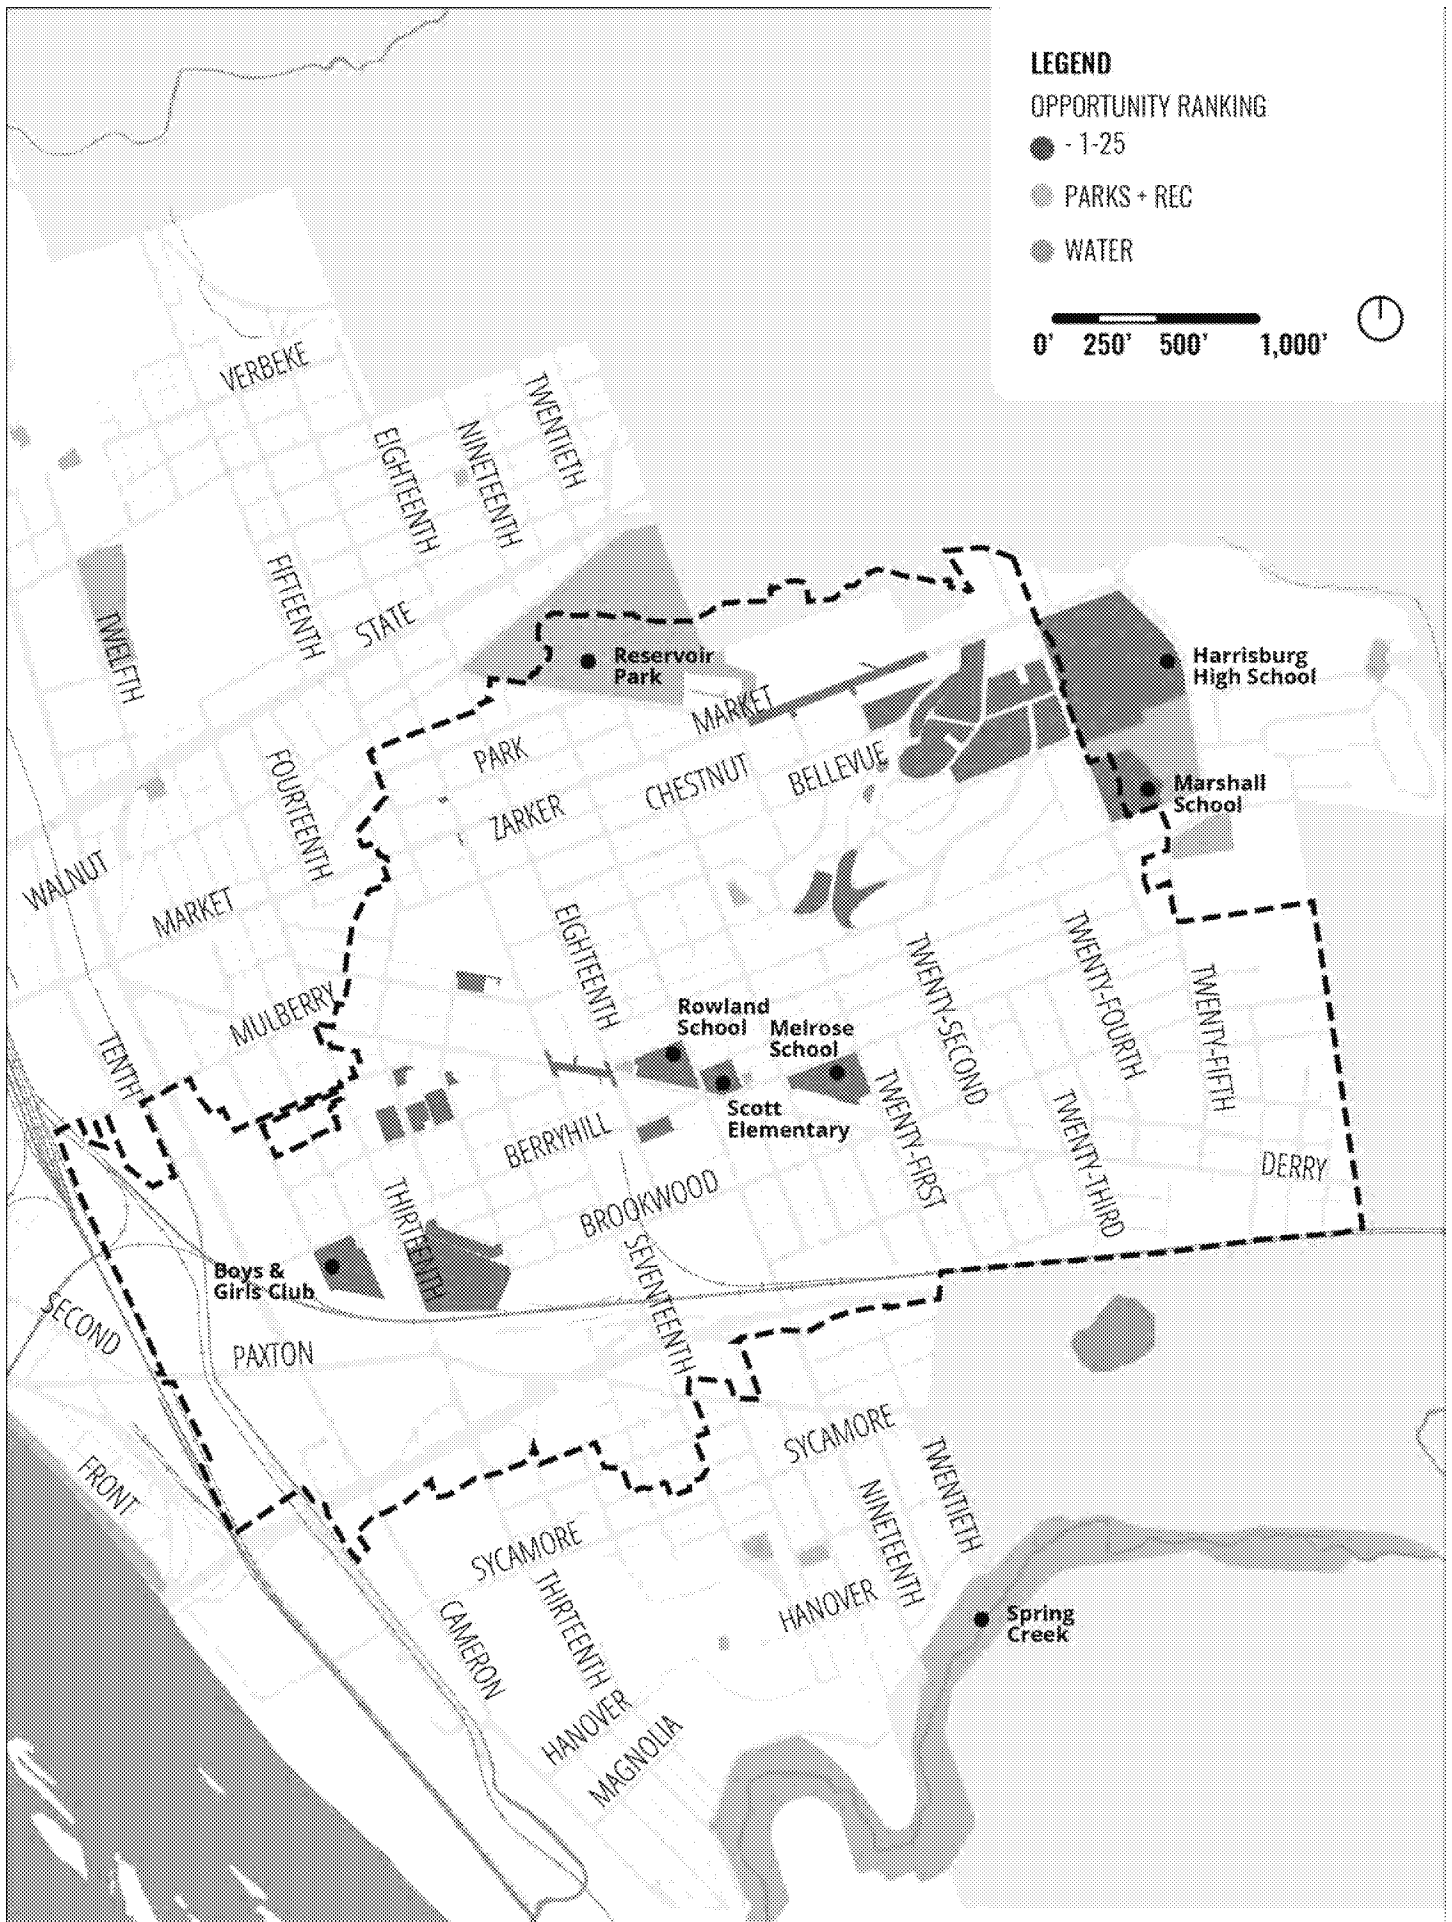 LEGEND
OPPORTUNITY RANKING
- 1-25
PARKS + REC
WATER
0' 250' 500' 1,000'
VERBEKE
TWENTIETH
NINETEENTH
EIGHTEENTH
FIFTEENTH
STATE
TWELFTH
Reservoir
Park
Harrisburg
High School
MARKET
PARK
CHESTNUT
BELLEVUE
FOURTEENTH
ZARKER
Marshall
School
WALNUT
MARKET
EIGHTEENTH
TWENTY-SECOND
TWENTY-FOURTH
TWENTY-FIFTH
MULBERRY
TENTH
Rowland
School
Melrose
School
Scott
Elementary
BERRYHILL
TWENTY-FIRST
TWENTY-THIRD
DERRY
THIRTEENTH
BROOKWOOD
SEVENTEENTH
Boys &
Girls Club
SECOND
PAXTON
FRONT
SYCAMORE
TWENTIETH
NINETEENTH
SYCAMORE
HANOVER
THIRTEENTH
CAMERON
Spring
Creek
HANOVER
MAGNOLIA